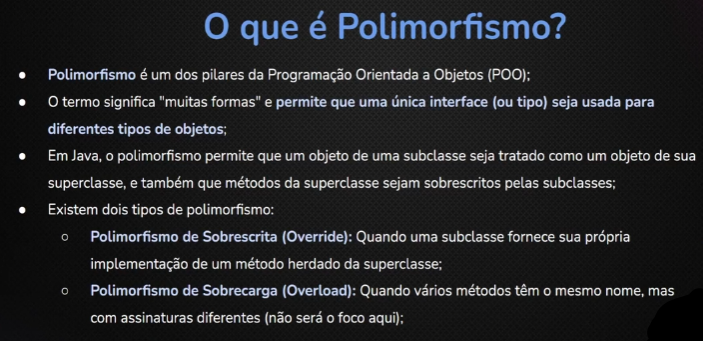 O que é Polimorfismo?
● Polimorfismo é um dos pilares da Programação Orientada a Objetos (POO);
● O termo significa "muitas formas" e permite que uma única interface (ou tipo) seja usada para
diferentes tipos de objetos;
● Em Java, o polimorfismo permite que um objeto de uma subclasse seja tratado como um objeto de sua
superclasse, e também que métodos da superclasse sejam sobrescritos pelas subclasses;
● Existem dois tipos de polimorfismo:
○ Polimorfismo de Sobrescrita (Override): Quando uma subclasse fornece sua própria
implementação de um método herdado da superclasse;
○ Polimorfismo de Sobrecarga (Overload): Quando vários métodos têm o mesmo nome, mas
com assinaturas diferentes (não será o foco aqui);